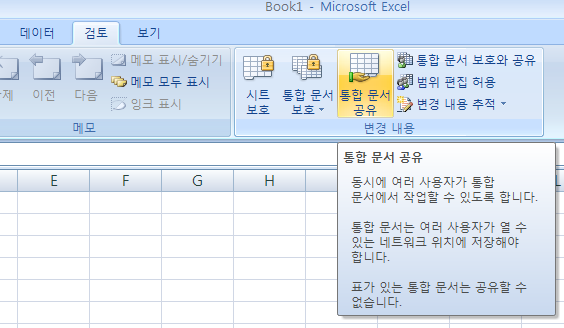 Book1 - Microsoft Excel
데이터 검토 보기
이전 다음
메모 표시/숨기기
메모 모두 표시
잉크 표시
메모
시트 보호
통합 문서 보호
통합 문서 공유
통합 문서 보호와 공유
범위 편집 허용
변경 내용 추적
변경 내용
통합 문서 공유
동시에 여러 사용자가 통합
문서에서 작업할 수 있도록 합니다.
통합 문서는 여러 사용자가 열 수
있는 네트워크 위치에 저장해야
합니다.
표가 있는 통합 문서는 공유할 수
없습니다.
E F G H L